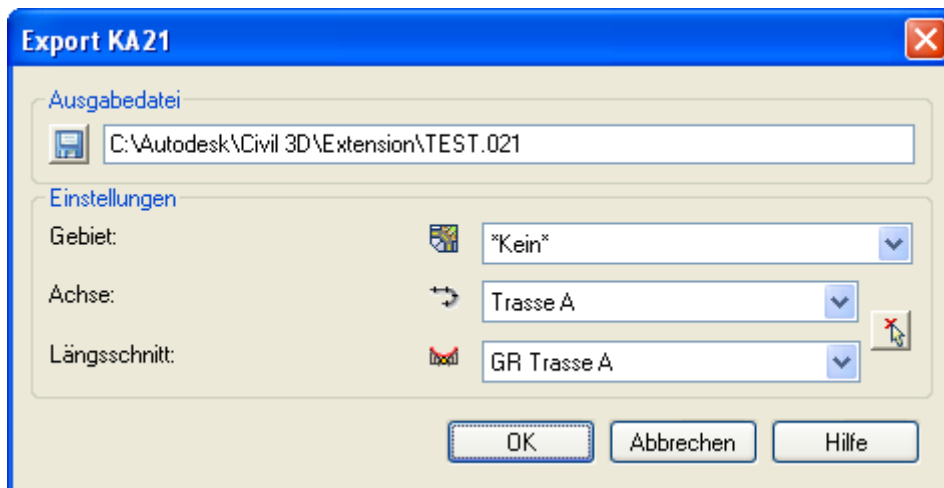 Export KA21
Ausgabedatei
C:\Autodesk\Civil 3D\Extension\TEST.021
Einstellungen
Gebiet:
*Kein*
Achse:
Trasse A
Längsschnitt:
GR Trasse A
OK
Abbrechen
Hilfe